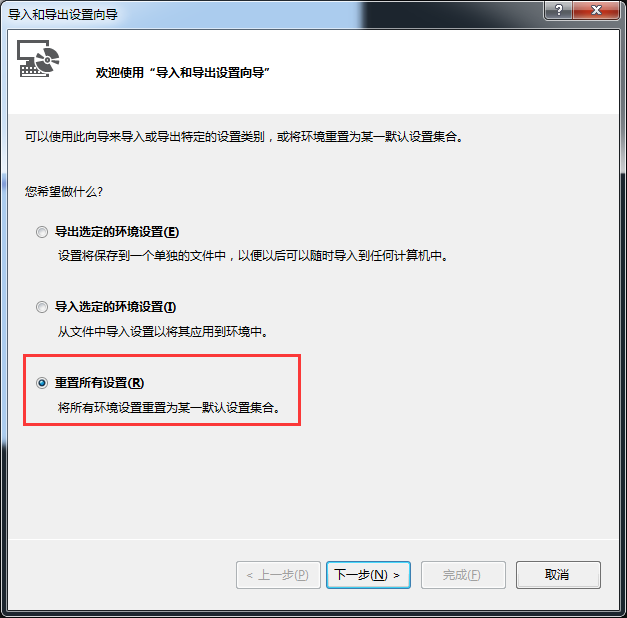 导入和导出设置向导
?
欢迎使用“导入和导出设置向导”
可以使用此向导来导入或导出特定的设置类别，或将环境重置为某一默认设置集合。
您希望做什么?
导出选定的环境设置(E)
设置将保存到一个单独的文件中，以便以后可以随时导入到任何计算机中。
导入选定的环境设置(I)
从文件中导入设置以将其应用到环境中。
重置所有设置(R)
将所有环境设置重置为某一默认设置集合。
< 上一步(P) 下一步(N) > 完成(F) 取消